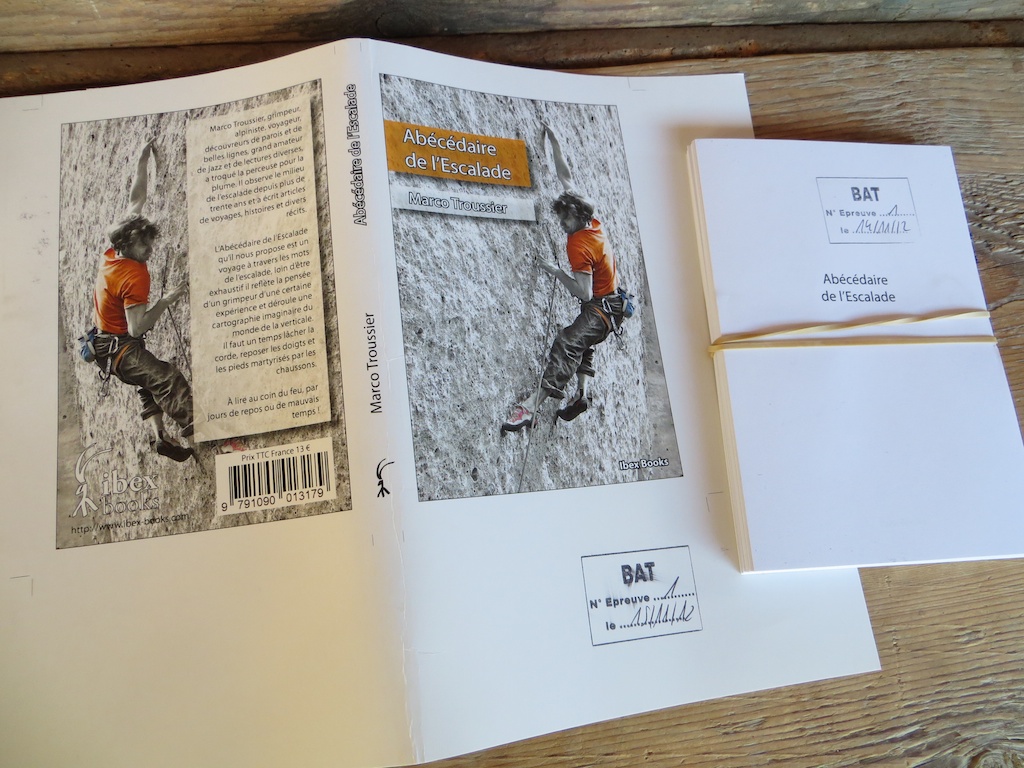 Marco Troussier, grimpeur,
alpiniste, voyageur,
découvreurs de parois et de
belles lignes, grand amateur
de Jazz et de lectures diverses,
a troqué la perceuse pour la
plume. Il observe le milieu
de l'escalade depuis plus de
trente ans et a écrit articles
de voyages, histoires et divers
récits.
L'Abécédaire de l'Escalade
qu'il nous propose est un
voyage à travers les mots
de l'escalade, loin d'être
exhaustif il reflète la pensée
d'un grimpeur d'une certaine
expérience et déroule une
cartographie imaginaire du
monde de la verticale.
Il faut un temps lâcher la
corde, reposer les doigts et
les pieds martyrisés par les
chaussons.
À lire au coin du feu, par
jours de repos ou de mauvais
temps !
Prix TTC France 13 €
9 791090 013179
ibex
books
http://www.ibex-books.com
Abécédaire de l'Escalade
Marco Troussier
Abécédaire
de l'Escalade
Marco Troussier
Ibex Books
BAT
N° Epreuve ...1......
le ...15/11/12
BAT
N° Epreuve ...1.....
le .14/11/12
Abécédaire
de l'Escalade